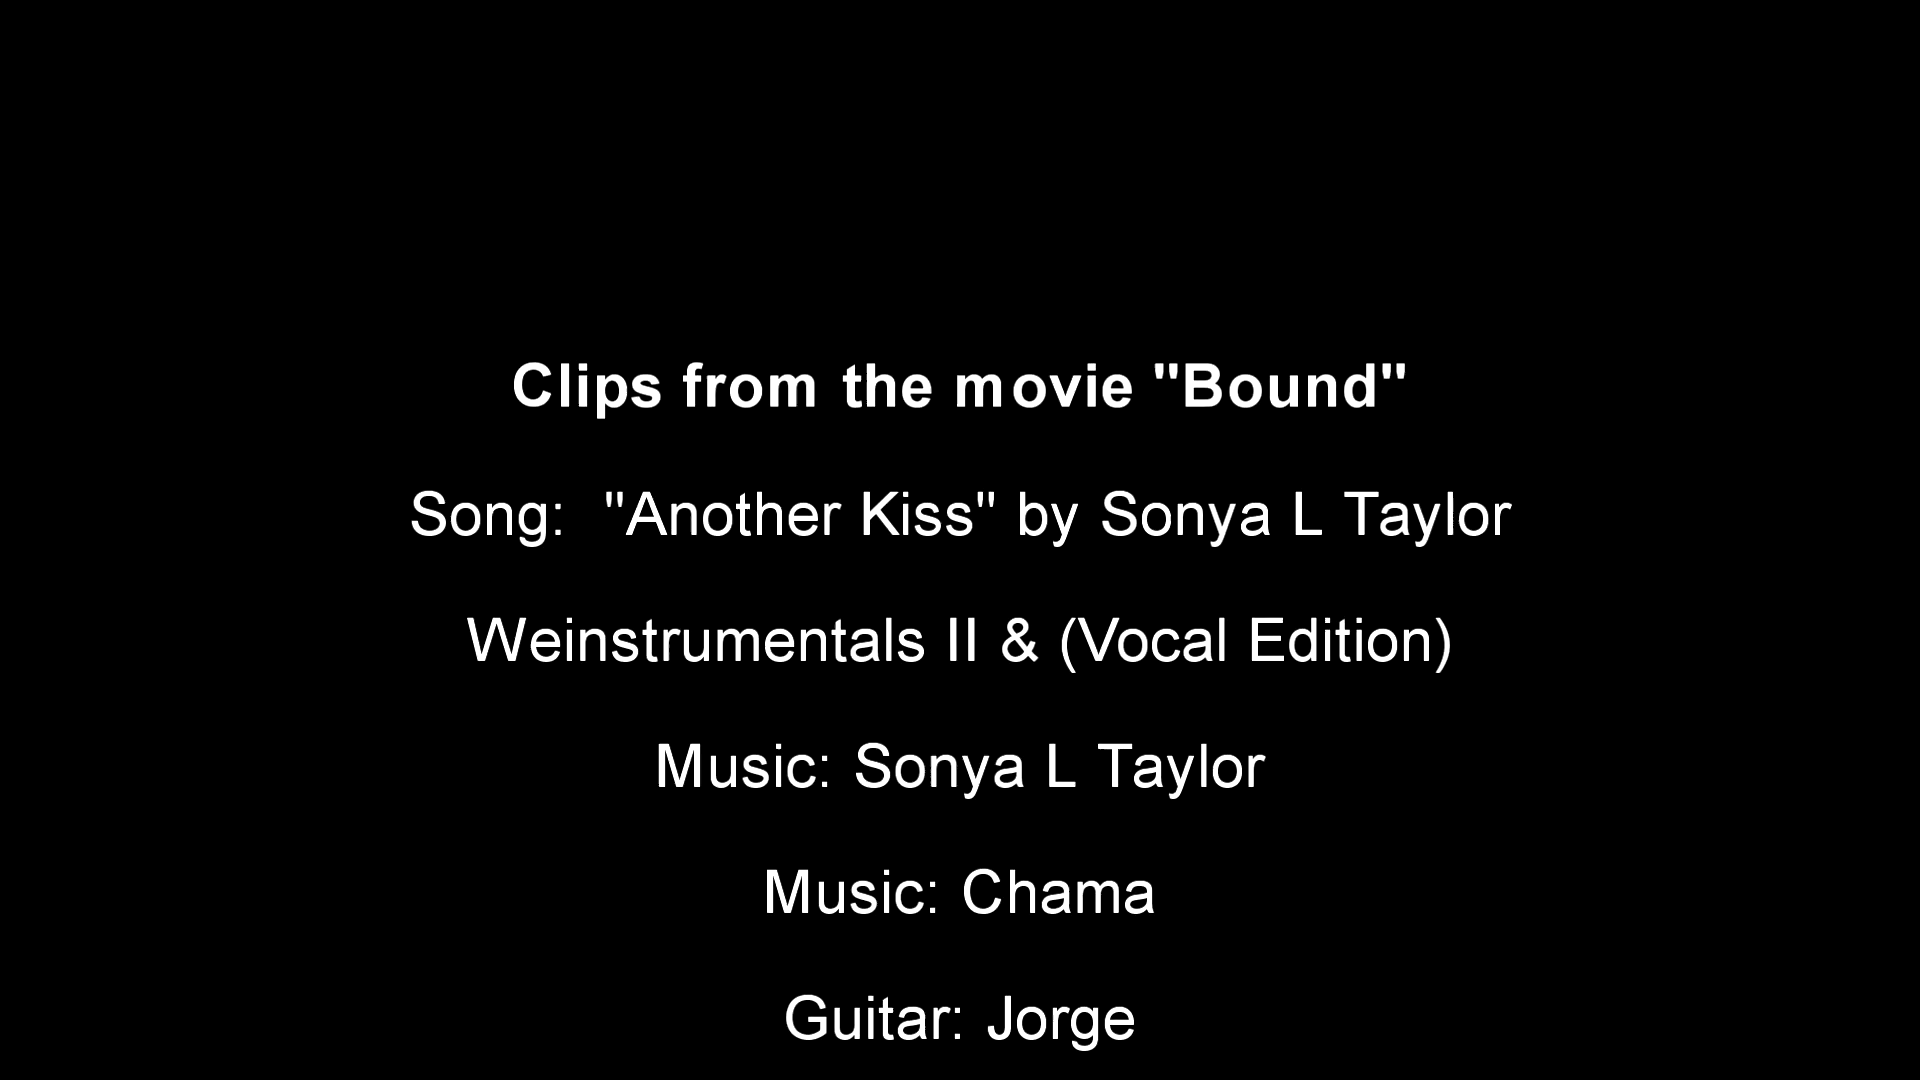 Clips from the movie "Bound"
Song:  "Another Kiss" by Sonya L Taylor
Weinstrumentals II & (Vocal Edition)
Music: Sonya L Taylor
Music: Chama
Guitar: Jorge